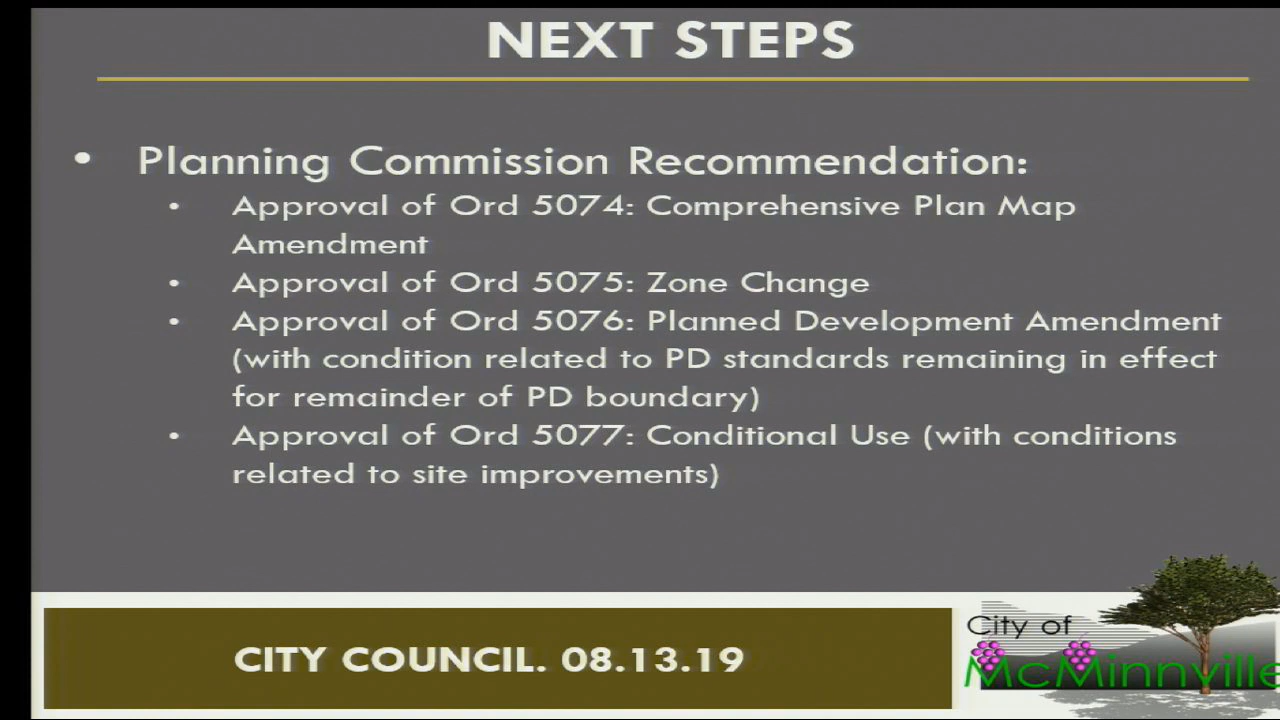 NEXT STEPS
• Planning Commission Recommendation:
• Approval of Ord 5074: Comprehensive Plan Map
Amendment
• Approval of Ord 5075: Zone Change
• Approval of Ord 5076: Planned Development Amendment
(with condition related to PD standards remaining in effect
for remainder of PD boundary)
• Approval of Ord 5077: Conditional Use (with conditions
related to site improvements)
CITY COUNCIL. 08.13.19
City of
McMinnville